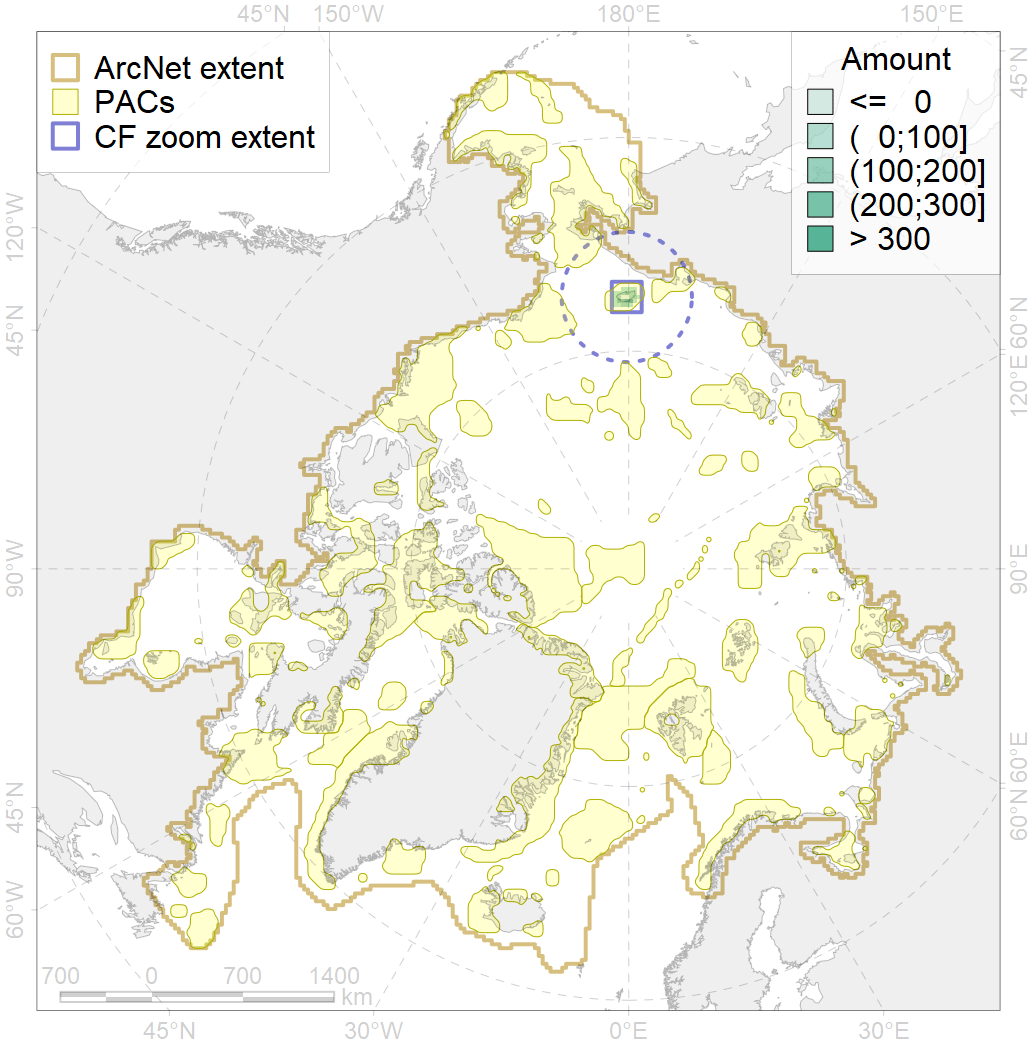 45°N 150°W 180°E 150°E
ArcNet extent
PACs
CF zoom extent
Amount
<= 0
( 0;100]
(100;200]
(200;300]
> 300
45°N
120°W
45°N
90°W
45°N
60°W
60°N
120°E
90°E
60°E
60°N
700 0 700 1400
km
45°N 30°W 0°E 30°E